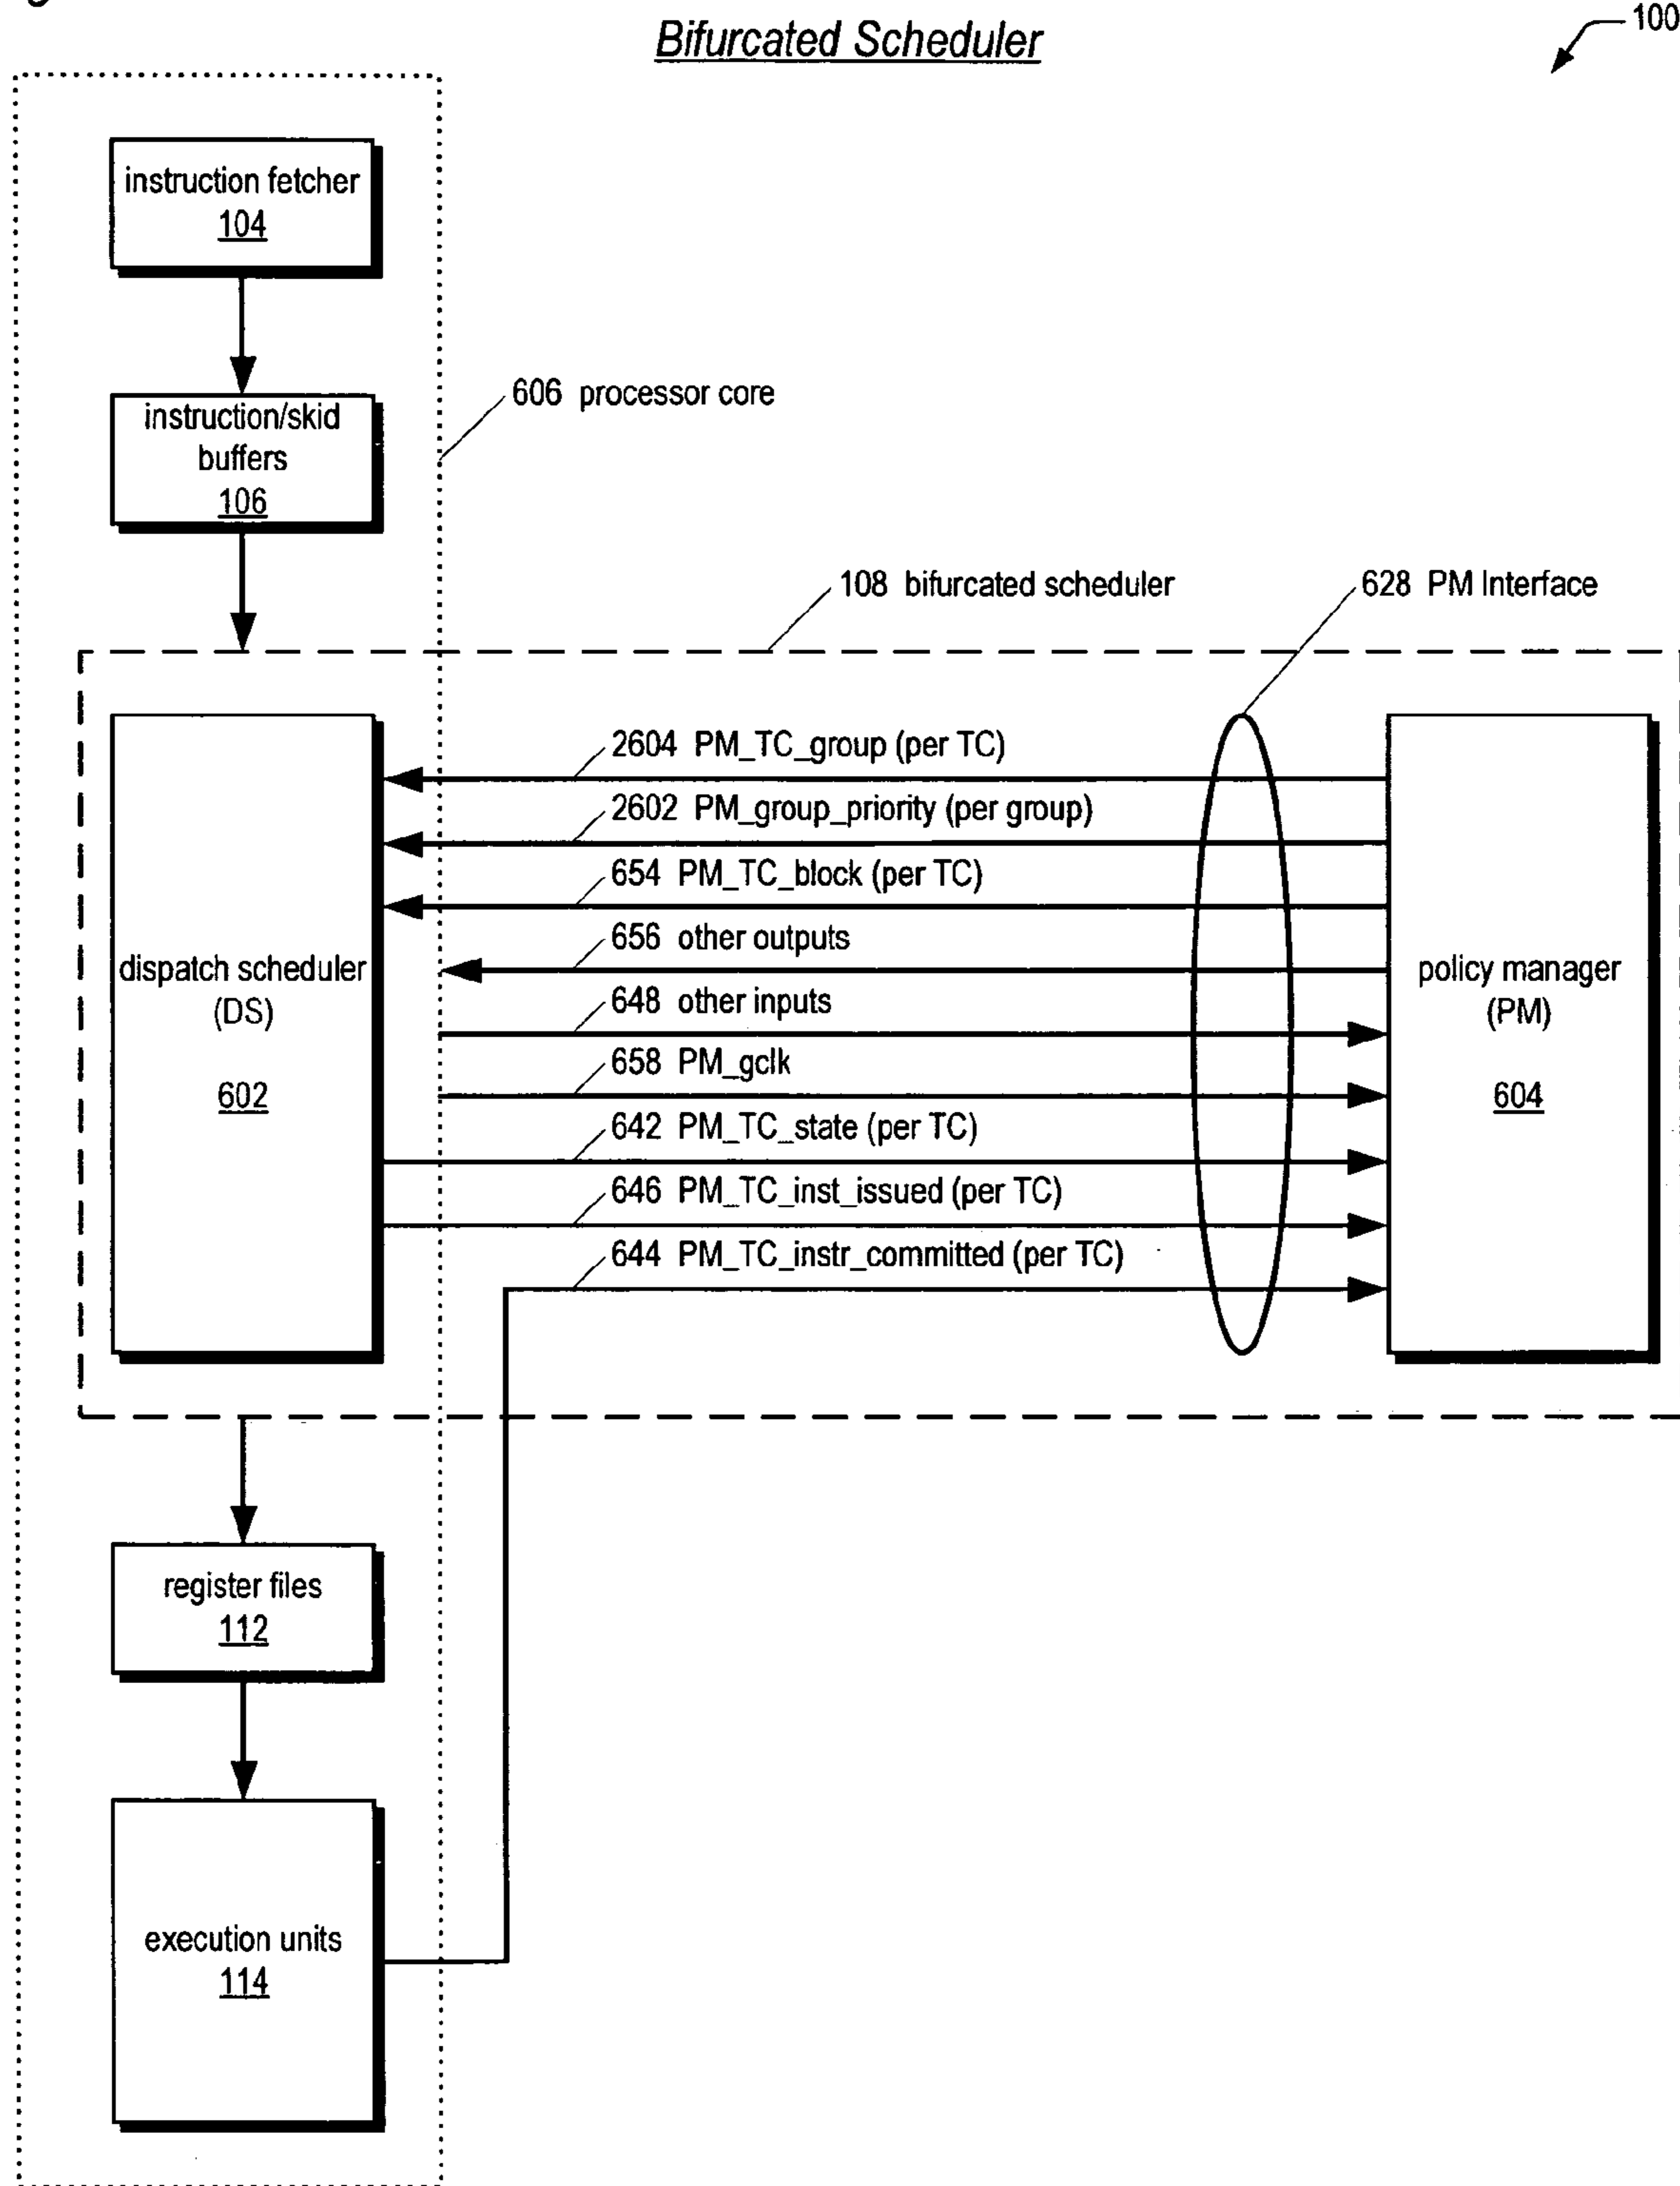 Bifurcated Scheduler
100
instruction fetcher
104
instruction/skid
buffers
106
606 processor core
108 bifurcated scheduler
628 PM Interface
2604 PM_TC_group (per TC)
2602 PM_group_priority (per group)
654 PM_TC_block (per TC)
656 other outputs
648 other inputs
658 PM_gclk
642 PM_TC_state (per TC)
646 PM_TC_inst_issued (per TC)
644 PM_TC_instr_committed (per TC)
dispatch scheduler
(DS)
602
policy manager
(PM)
604
register files
112
execution units
114